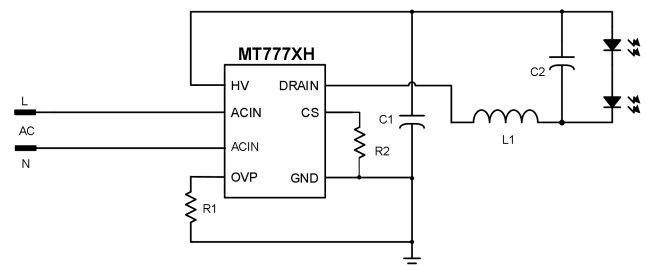 MT777XH
HV
DRAIN
L
ACIN
CS
AC
ACIN
N
OVP
GND
R1
R2
C1
C2
L1